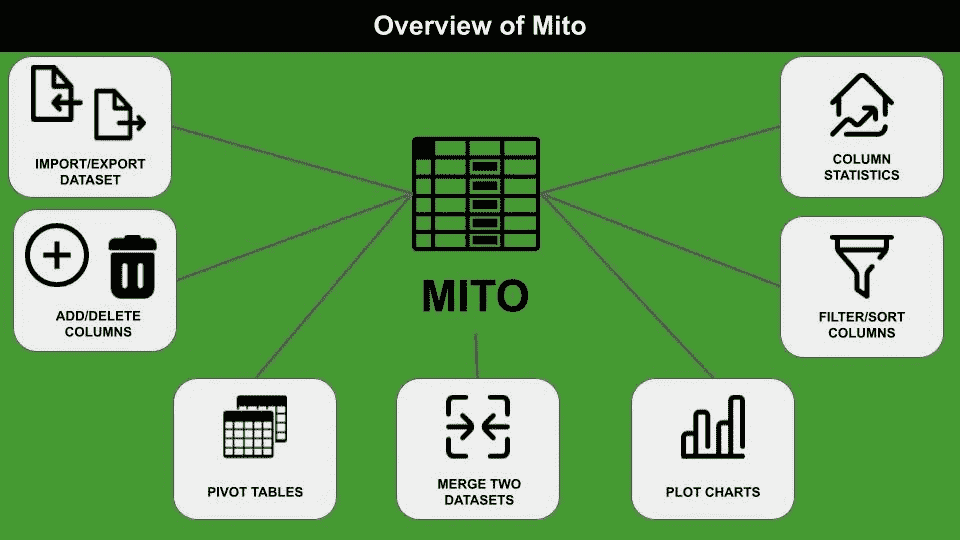 Overview of Mito
IMPORT/EXPORT
DATASET
COLUMN
STATISTICS
MITO
ADD/DELETE
COLUMNS
FILTER/SORT
COLUMNS
PIVOT TABLES
MERGE TWO
DATASETS
PLOT CHARTS